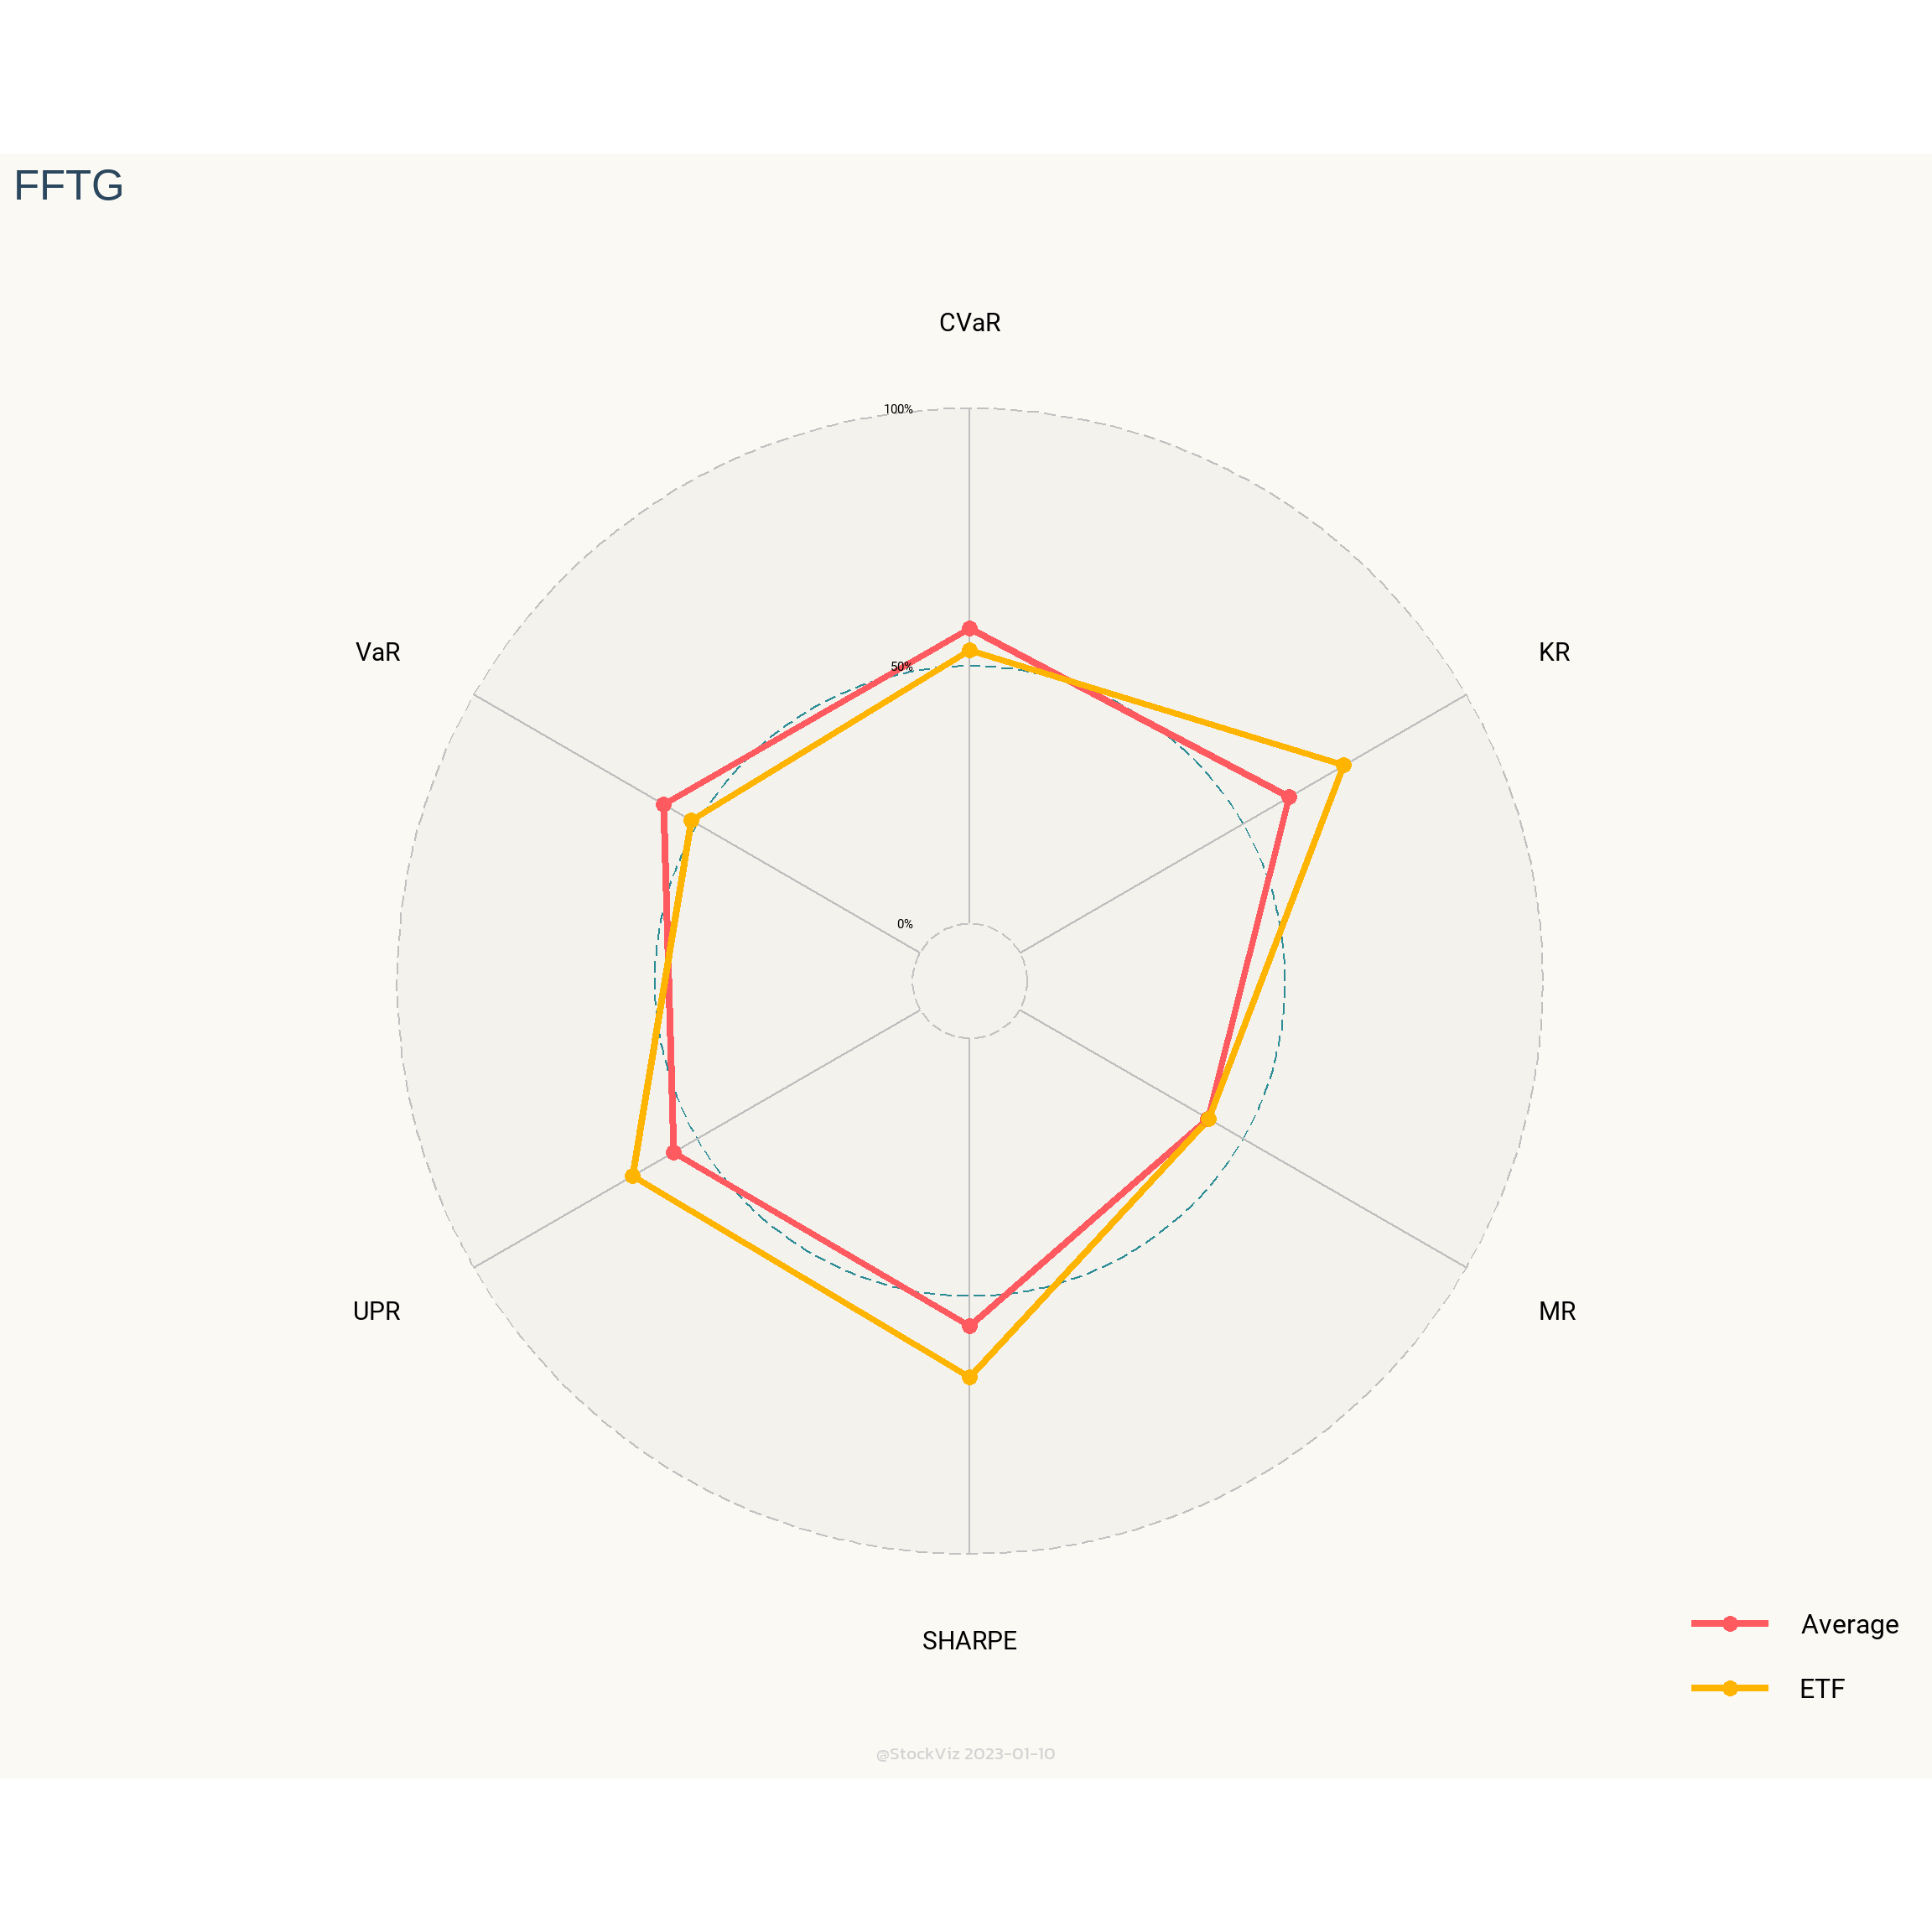 FFTG
CVaR
100%
KR
VaR
50%
0%
UPR
MR
SHARPE
Average
ETF
@StockViz 2023-01-10